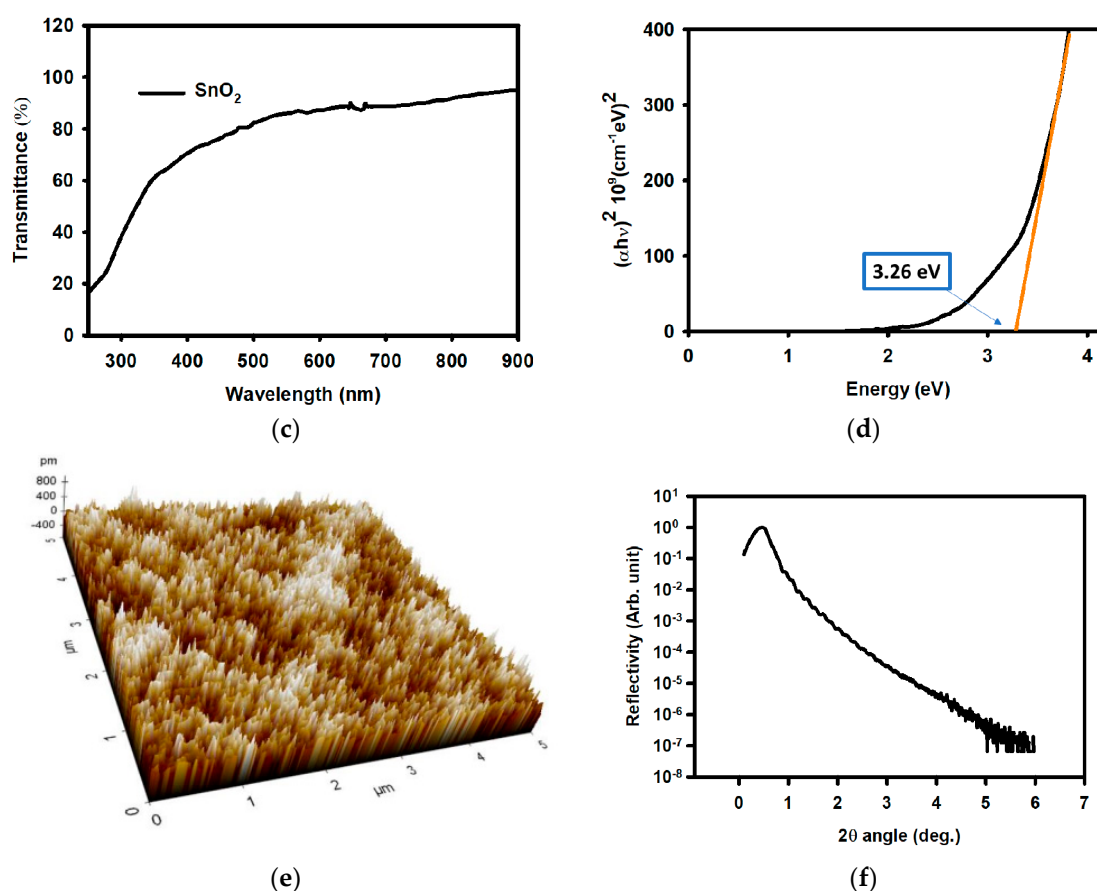 120
100
80
60
40
20
0
Transmittance (%)
SnO₂
300 400 500 600 700 800 900
Wavelength (nm)
(c)
400
300
200
100
0
(αhν)² 10⁹(cm⁻¹eV)²
3.26 eV
0 1 2 3 4
Energy (eV)
(d)
pm
800
400
0
-400
5
4
3
µm
2
1
0
0 1 2 3 4 5
µm
(e)
10¹
10⁰
10⁻¹
10⁻²
10⁻³
10⁻⁴
10⁻⁵
10⁻⁶
10⁻⁷
10⁻⁸
Reflectivity (Arb. unit)
0 1 2 3 4 5 6 7
2θ angle (deg.)
(f)